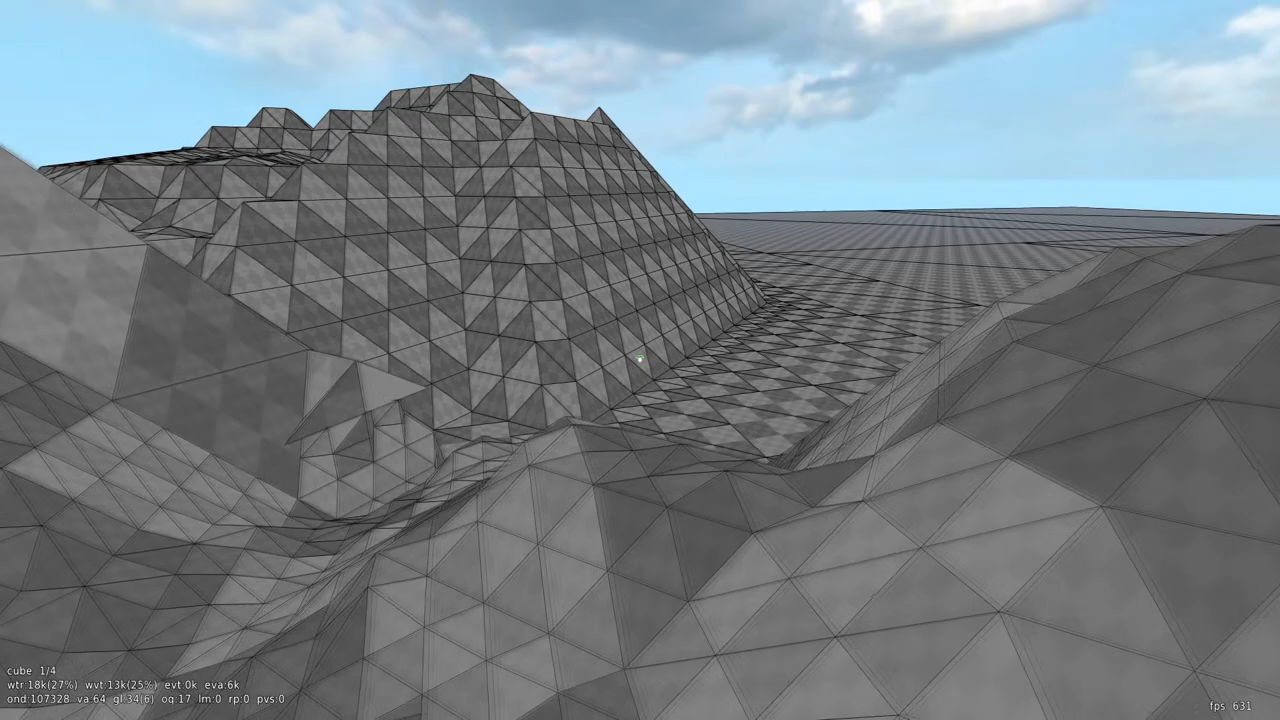 cube 1/4
wtr:18k(27%) wvt:13k(25%) evt:0k eva:6k
ond:107328 va:64 gl:34(6) oq:17 lm:0 rp:0 pvs:0
fps 631